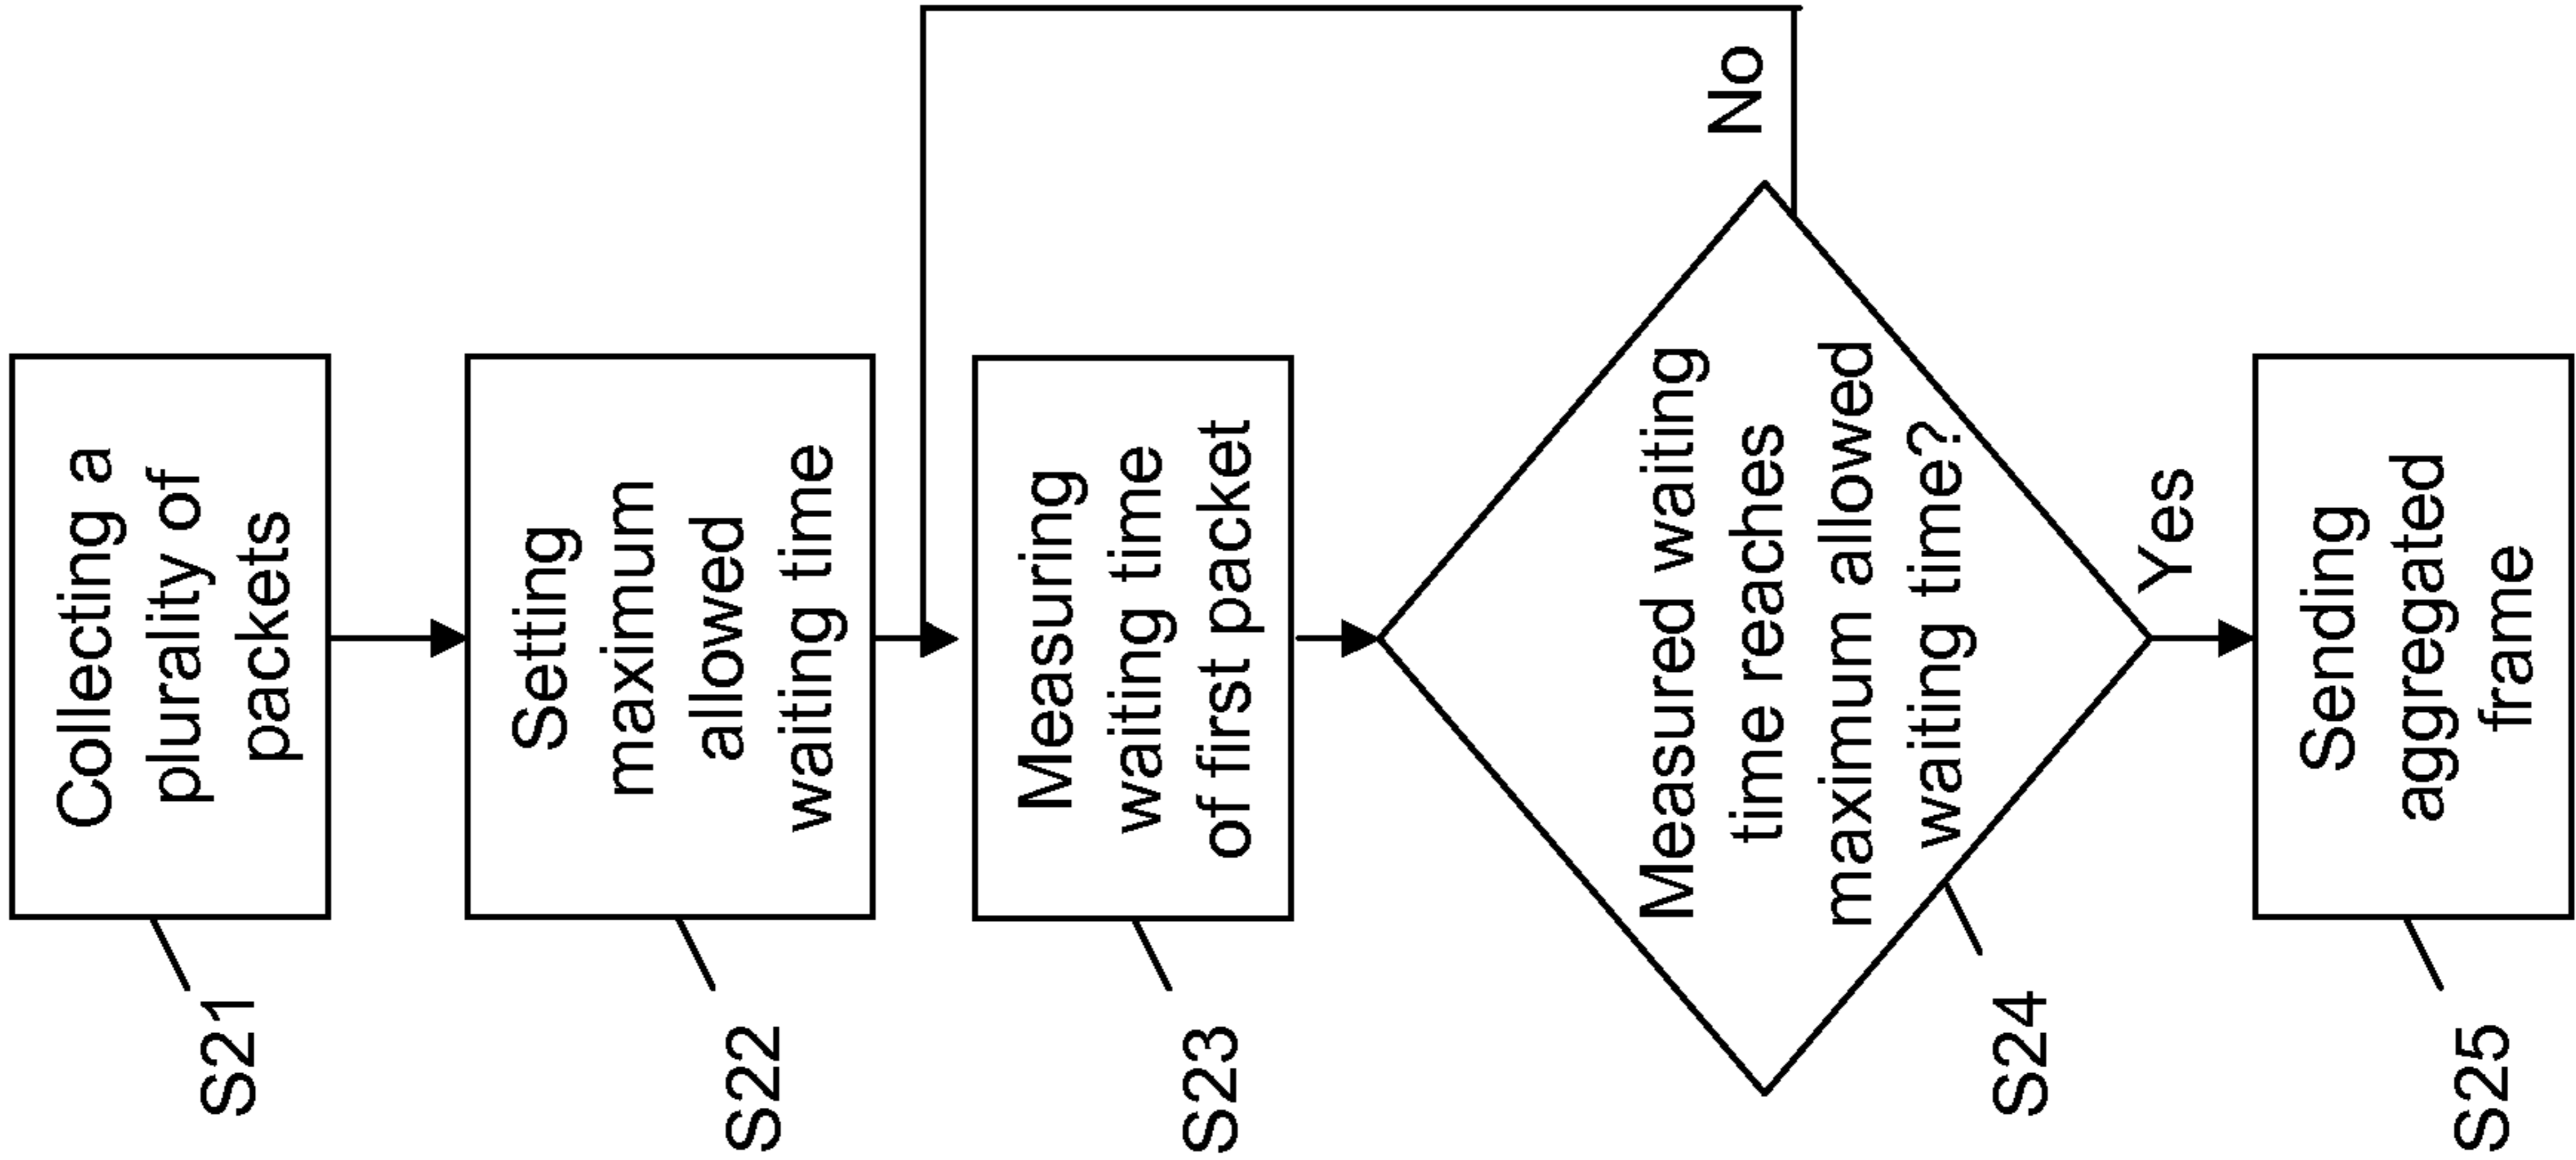 Collecting a
plurality of
packets
S21
Setting
maximum
allowed
waiting time
S22
Measuring
waiting time
of first packet
S23
Measured waiting
time reaches
maximum allowed
waiting time?
No
S24
Yes
Sending
aggregated
frame
S25